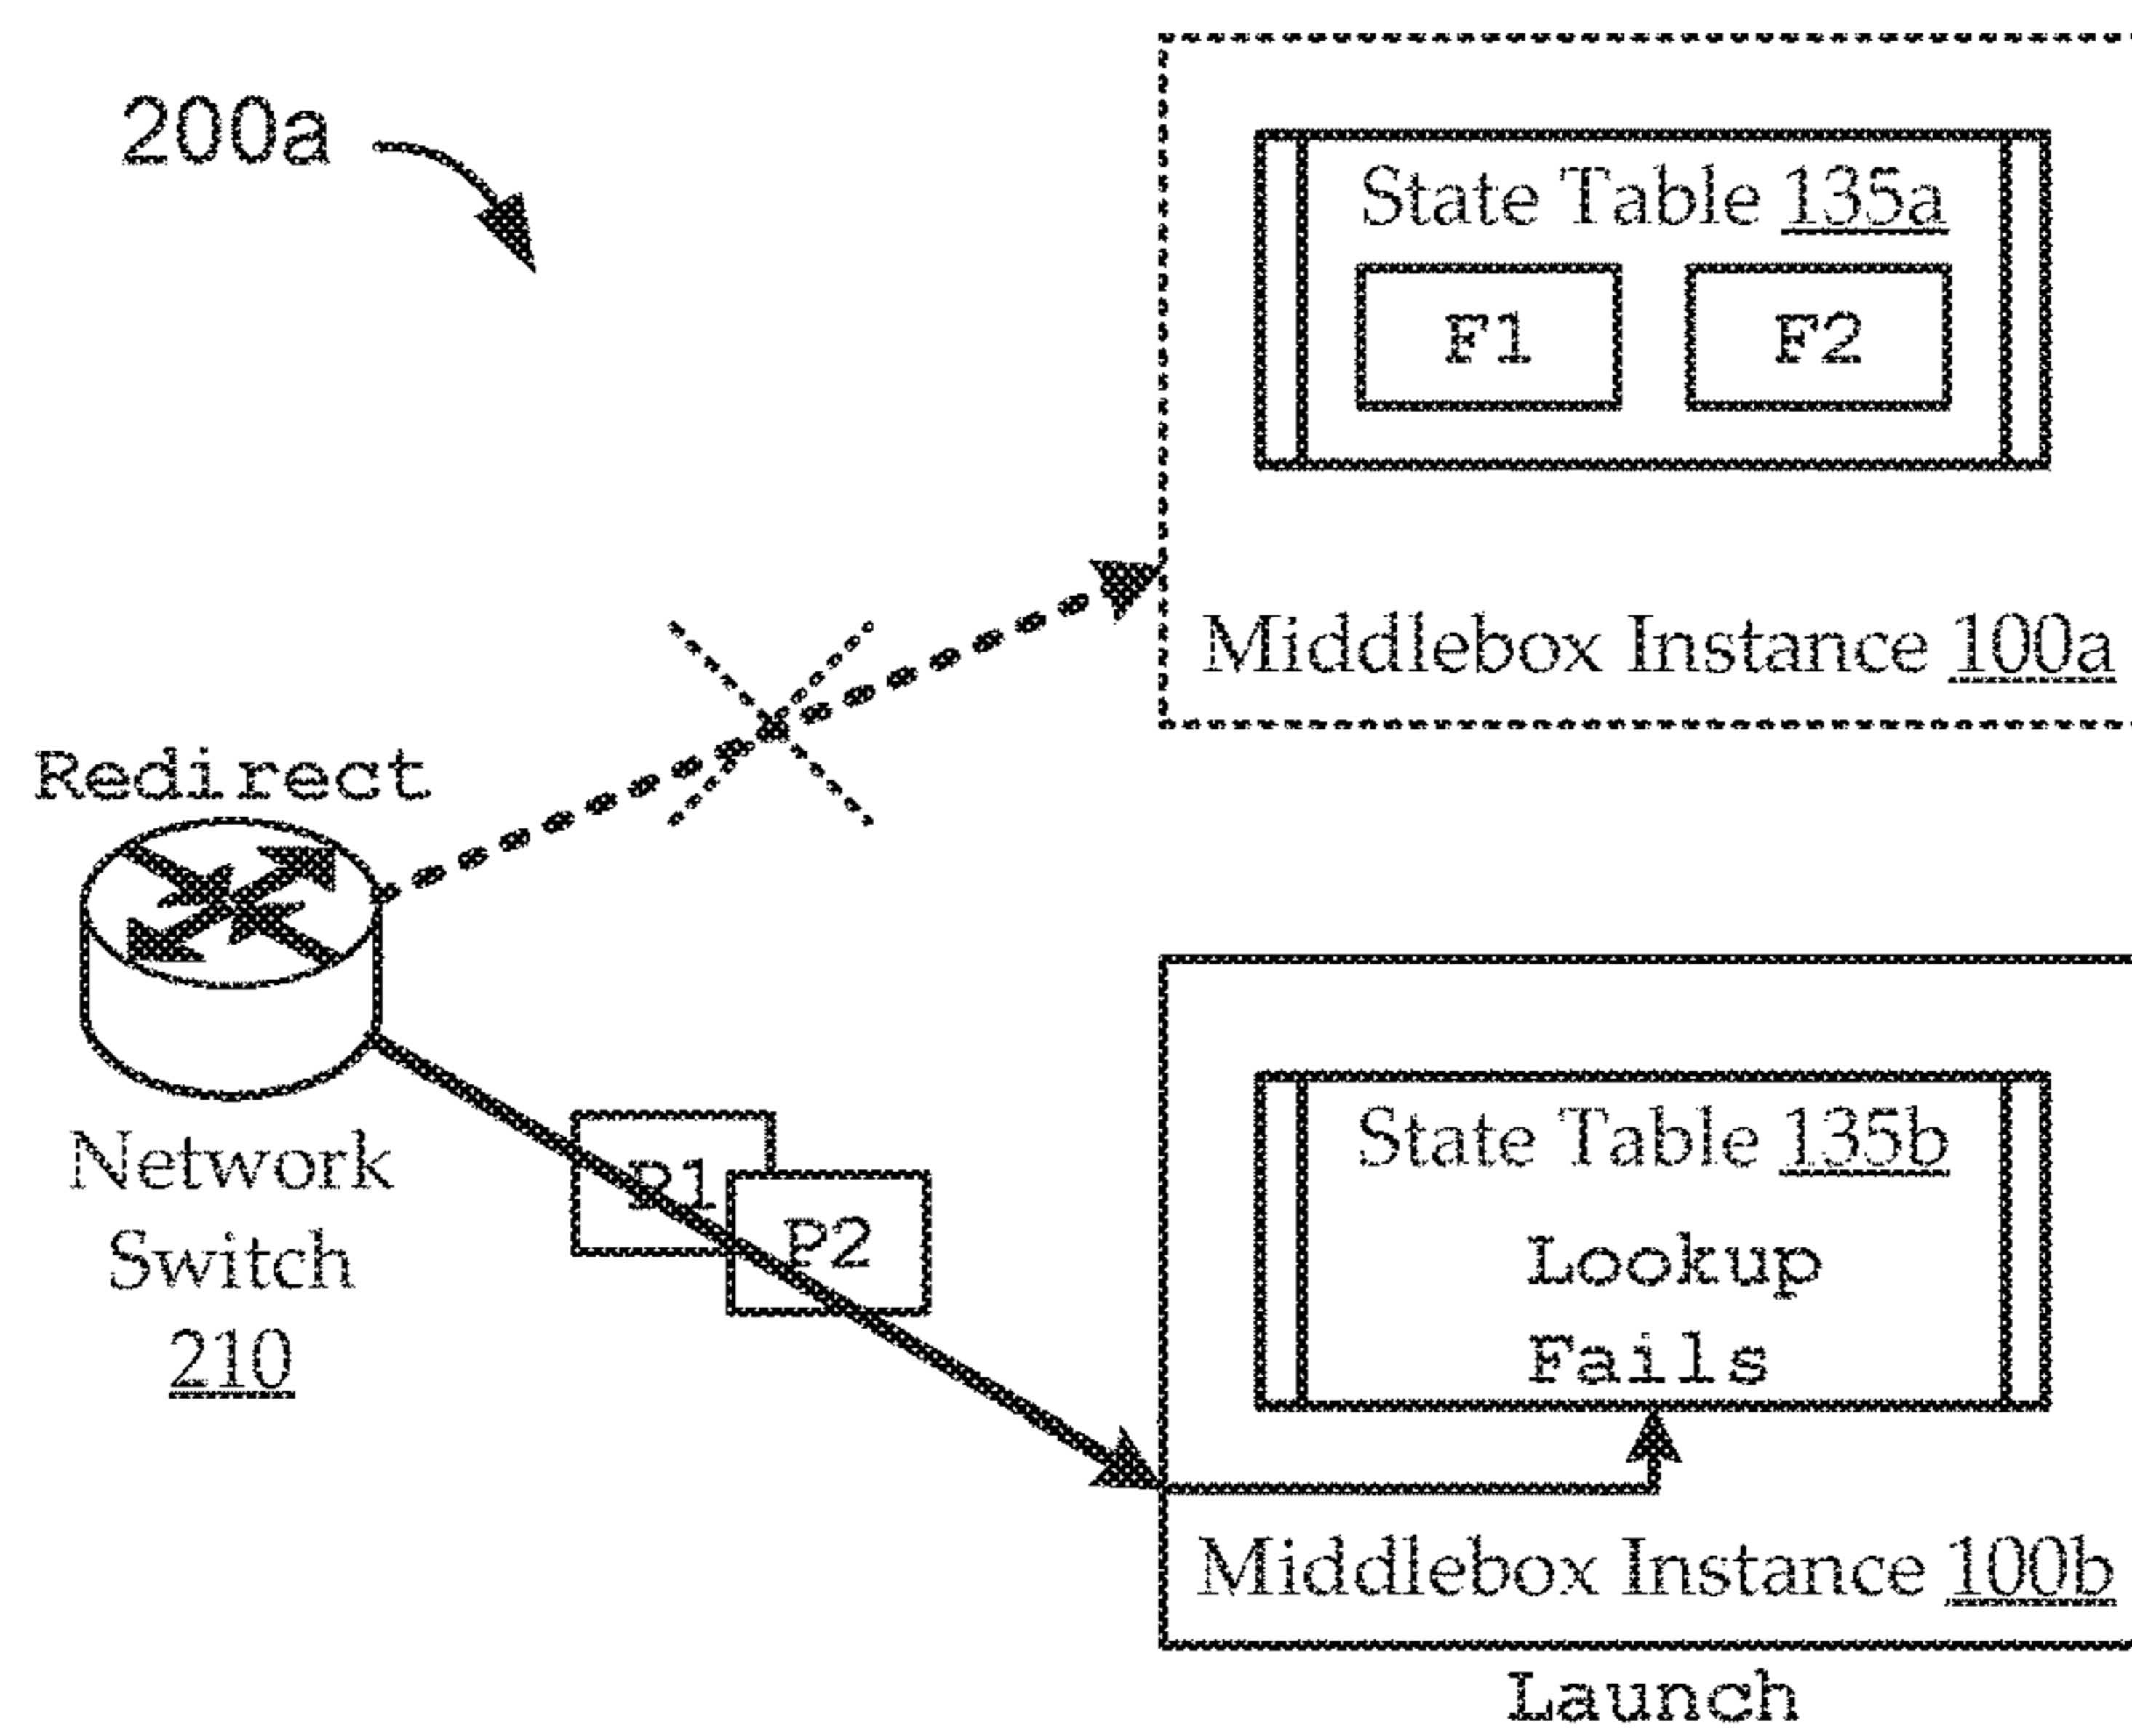 200a
State Table 135a
F1 F2
Middlebox Instance 100a
Redirect
Network
Switch
210
P1
P2
State Table 135b
Lookup
Fails
Middlebox Instance 100b
Launch